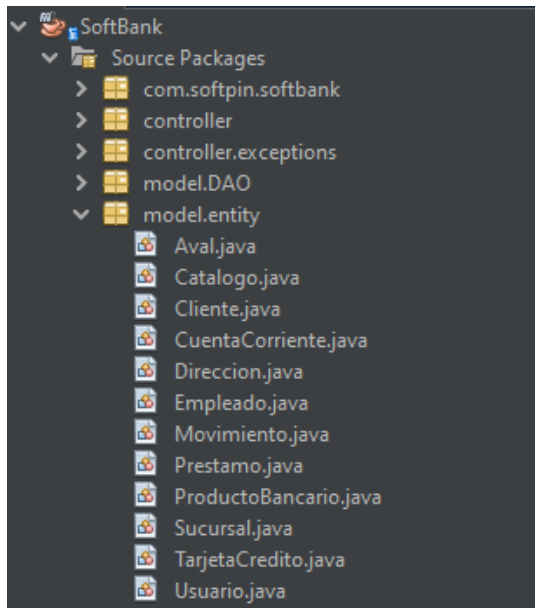 SoftBank
Source Packages
com.softpin.softbank
controller
controller.exceptions
model.DAO
model.entity
Aval.java
Catalogo.java
Cliente.java
CuentaCorriente.java
Direccion.java
Empleado.java
Movimiento.java
Prestamo.java
ProductoBancario.java
Sucursal.java
TarjetaCredito.java
Usuario.java